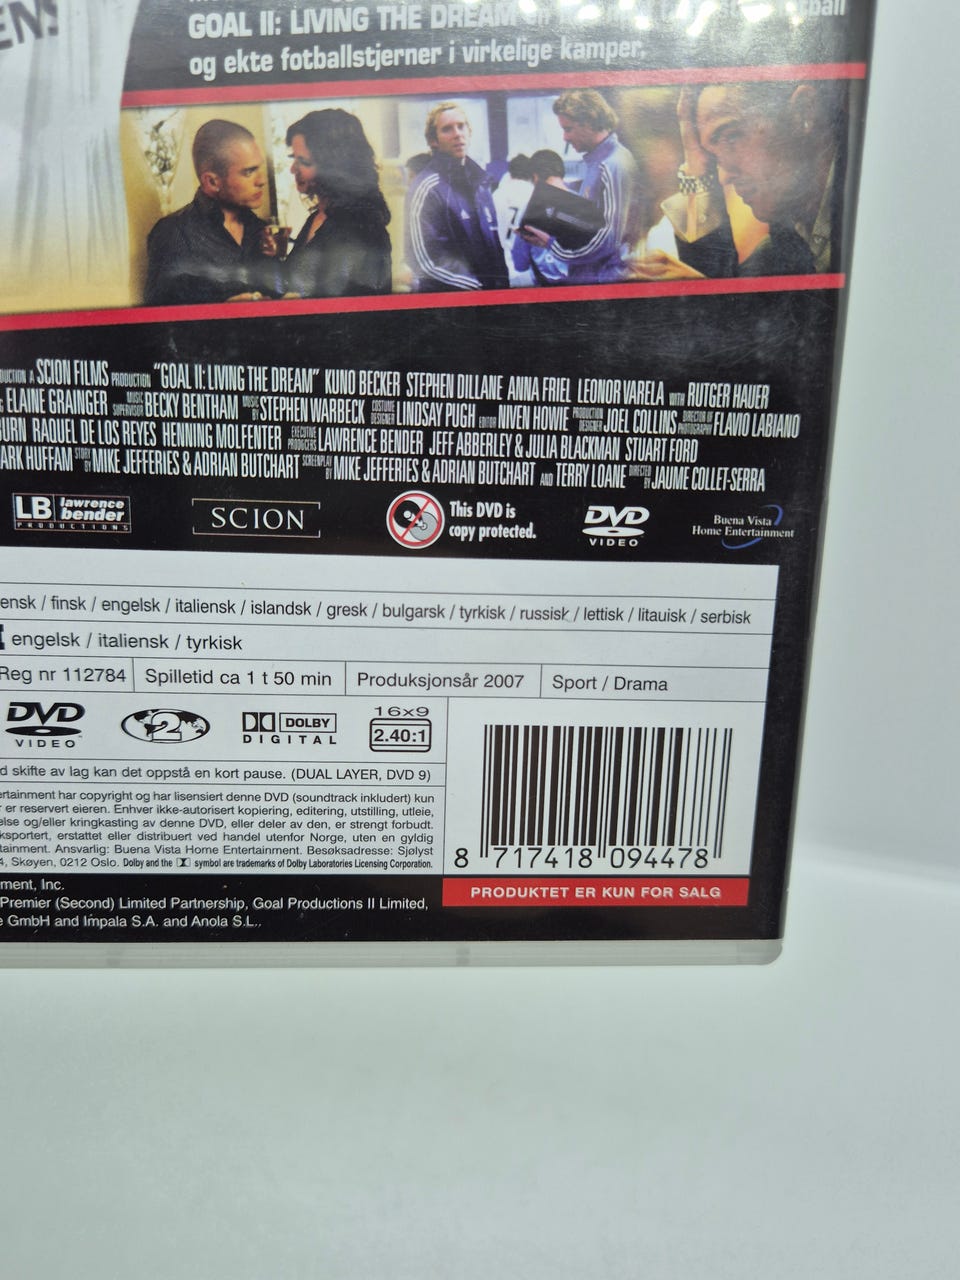 GOAL II: LIVING THE DREAM
og ekte fotballstjerner i virkelige kamper.
A SCION FILMS PRODUCTION "GOAL II: LIVING THE DREAM" KUNO BECKER STEPHEN DILLANE ANNA FRIEL LEONOR VARELA WITH RUTGER HAUER
ELAINE GRAINGER MUSIC SUPERVISION BECKY BENTHAM MUSIC BY STEPHEN WARBECK COSTUME DESIGNER LINDSAY PUGH EDITOR NIVEN HOWIE PRODUCTION DESIGNER JOEL COLLINS DIRECTOR OF PHOTOGRAPHY FLAVIO LABIANO
RAQUEL DE LOS REYES HENNING MOLFENTER EXECUTIVE PRODUCERS LAWRENCE BENDER JEFF ABBERLEY & JULIA BLACKMAN STUART FORD
HUFFAM STORY BY MIKE JEFFERIES & ADRIAN BUTCHART SCREENPLAY BY MIKE JEFFERIES & ADRIAN BUTCHART AND TERRY LOANE DIRECTED BY JAUME COLLET-SERRA
LB lawrence bender PRODUCTIONS
SCION
This DVD is
copy protected.
DVD VIDEO
Buena Vista
Home Entertainment
ensk / finsk / engelsk / italiensk / islandsk / gresk / bulgarsk / tyrkisk / russisk / lettisk / litauisk / serbisk
engelsk / italiensk / tyrkisk
Reg nr 112784 Spilletid ca 1 t 50 min Produksjonsår 2007 Sport / Drama
DVD VIDEO 2 DOLBY DIGITAL 16x9 2.40:1
d skifte av lag kan det oppstå en kort pause. (DUAL LAYER, DVD 9)
ertainment har copyright og har lisensiert denne DVD (soundtrack inkludert) kun
r er reservert eieren. Enhver ikke-autorisert kopiering, editering, utstilling, utleie,
else og/eller kringkasting av denne DVD, eller deler av den, er strengt forbudt.
ksportert, erstattet eller distribuert ved handel utenfor Norge, uten en gyldig
tainment. Ansvarlig: Buena Vista Home Entertainment. Besøksadresse: Sjølyst
4, Skøyen, 0212 Oslo. Dolby and the symbol are trademarks of Dolby Laboratories Licensing Corporation.
8 717418 094478
PRODUKTET ER KUN FOR SALG
ment, Inc.
Premier (Second) Limited Partnership, Goal Productions II Limited,
e GmbH and Impala S.A. and Anola S.L..